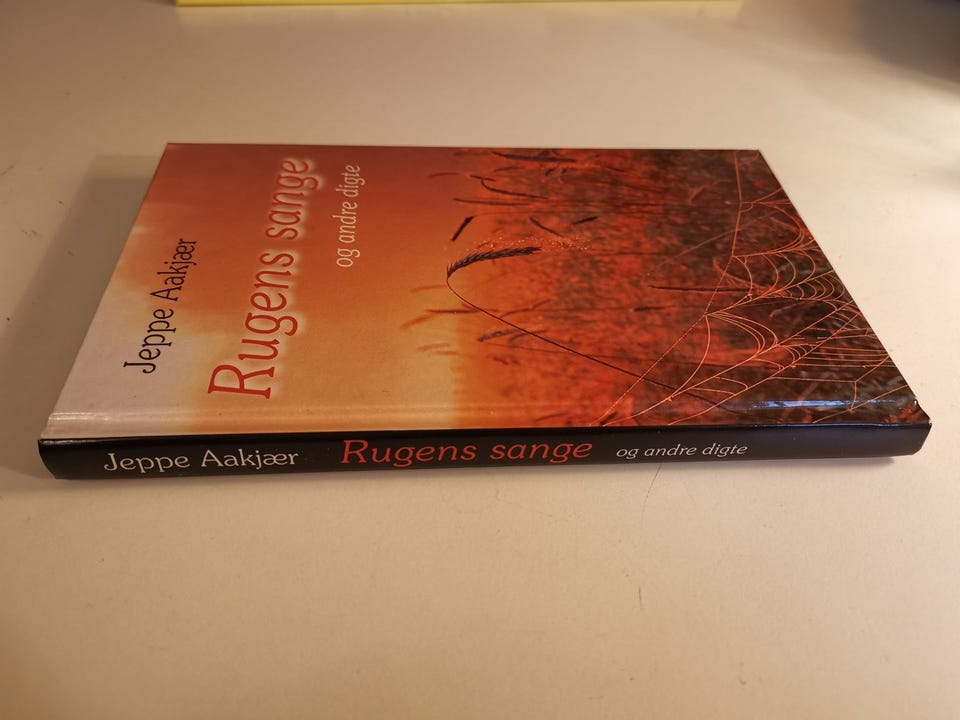 Jeppe Aakjær
Rugens sange
og andre digte
Jeppe Aakjær Rugens sange og andre digte